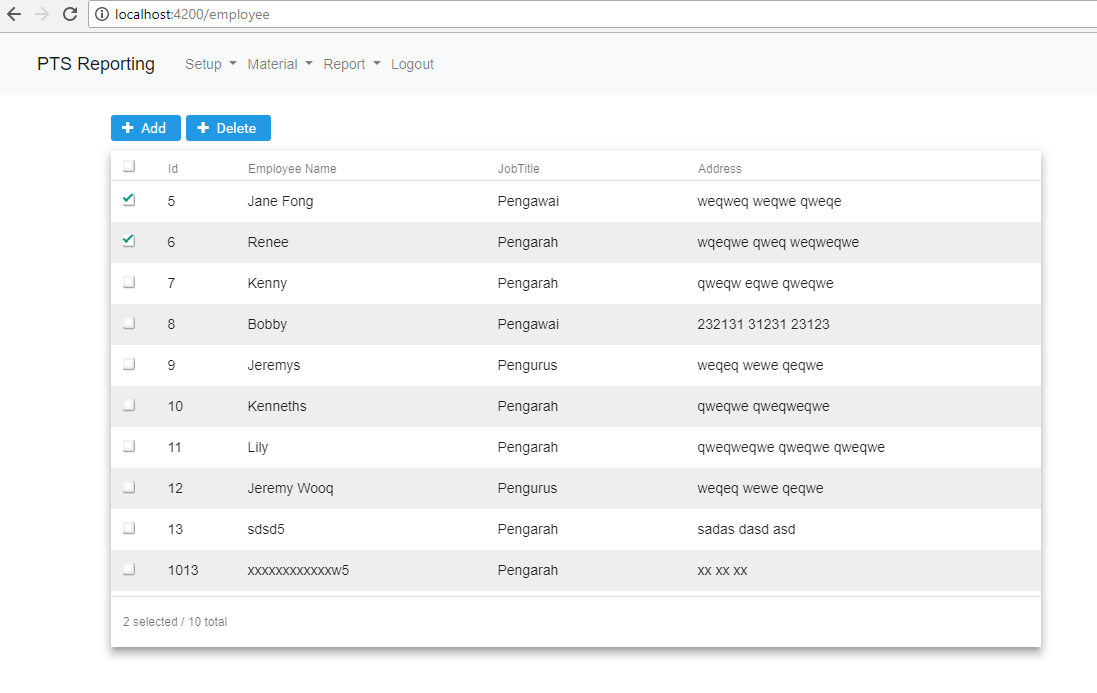 localhost:4200/employee
PTS Reporting Setup Material Report Logout
Add Delete
Id Employee Name JobTitle Address
5 Jane Fong Pengawai weqweq weqwe qweqe
6 Renee Pengarah wqeqwe qweq weqweqwe
7 Kenny Pengarah qweqw eqwe qweqwe
8 Bobby Pengawai 232131 31231 23123
9 Jeremys Pengurus weqeq wewe qeqwe
10 Kenneths Pengarah qweqwe qweqweqwe
11 Lily Pengarah qweqweqwe qweqwe qweqwe
12 Jeremy Wooq Pengurus weqeq wewe qeqwe
13 sdsd5 Pengarah sadas dasd asd
1013 xxxxxxxxxxxxw5 Pengarah xx xx xx
2 selected / 10 total